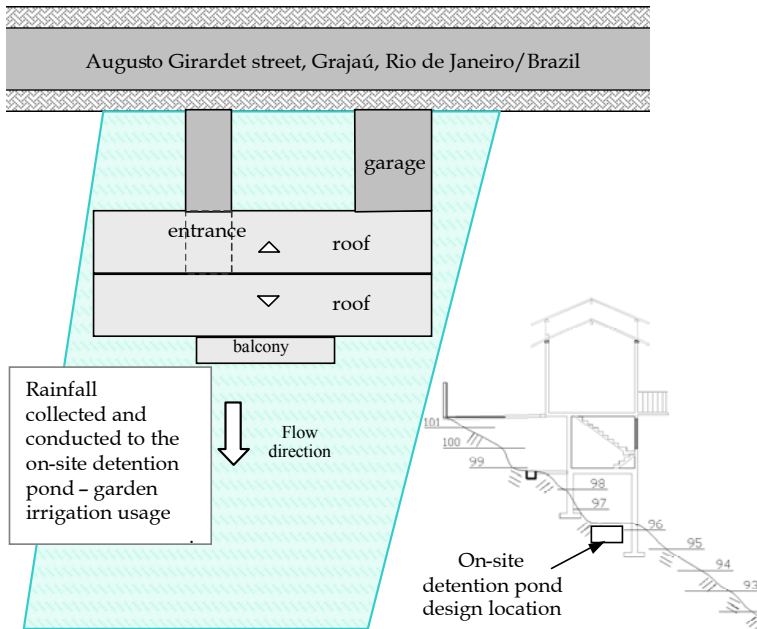 Augusto Girardet street, Grajaú, Rio de Janeiro/Brazil
garage
entrance
roof
roof
balcony
Rainfall
collected and
conducted to the
on-site detention
pond – garden
irrigation usage
.
Flow
direction
101
100
99
98
97
96
95
94
93
On-site
detention pond
design location